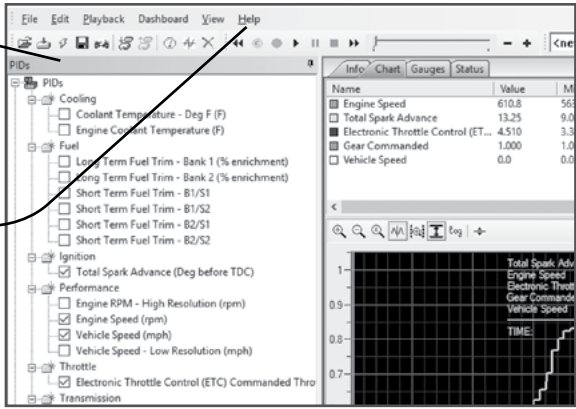 File Edit Playback Dashboard View Help
<ne
PIDs
PIDs
Cooling
Coolant Temperature - Deg F (F)
Engine Coolant Temperature (F)
Fuel
Long Term Fuel Trim - Bank 1 (% enrichment)
Long Term Fuel Trim - Bank 2 (% enrichment)
Short Term Fuel Trim - B1/S1
Short Term Fuel Trim - B1/S2
Short Term Fuel Trim - B2/S1
Short Term Fuel Trim - B2/S2
Ignition
Total Spark Advance (Deg before TDC)
Performance
Engine RPM - High Resolution (rpm)
Engine Speed (rpm)
Vehicle Speed (mph)
Vehicle Speed - Low Resolution (mph)
Throttle
Electronic Throttle Control (ETC) Commanded Thro
Transmission
Info Chart Gauges Status
Name Value M
Engine Speed 610.8 563
Total Spark Advance 13.25 9.0
Electronic Throttle Control (ET... 4.510 3.3
Gear Commanded 1.000 1.0
Vehicle Speed 0.0 0.0
Log
Total Spark Adv
Engine Speed
Electronic Thrott
Gear Commande
Vehicle Speed
TIME:
1
0.9
0.8
0.7